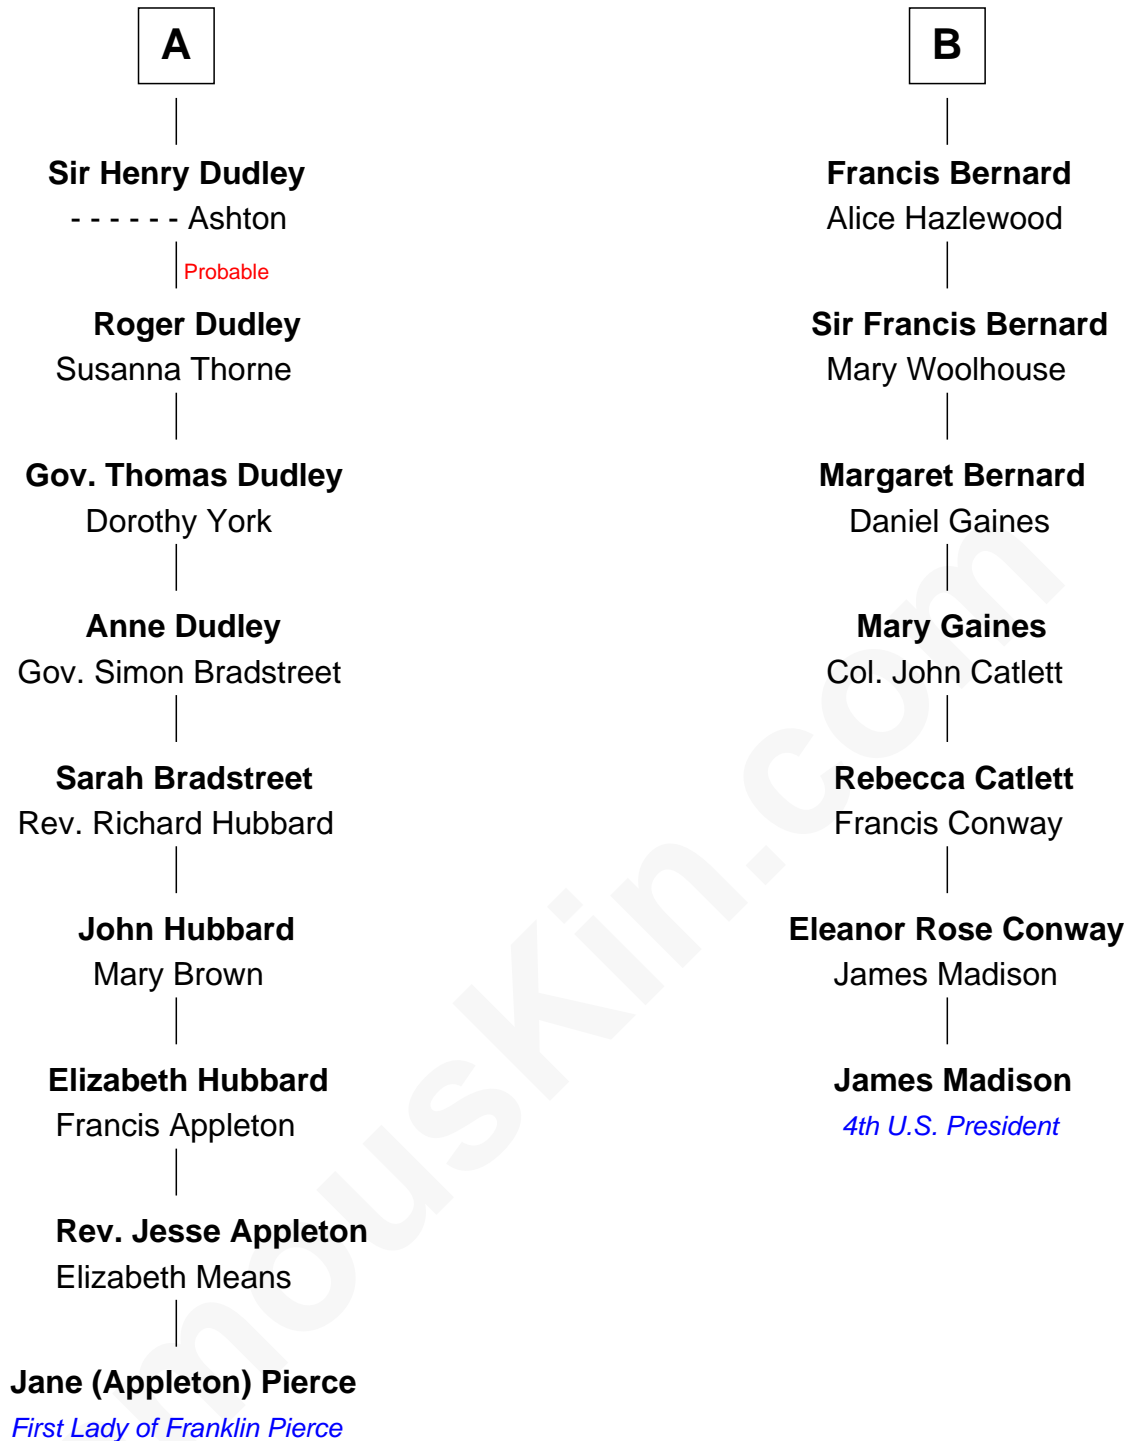 A
Sir Henry Dudley
- - - - - - Ashton
Probable
Roger Dudley
Susanna Thorne
Gov. Thomas Dudley
Dorothy York
Anne Dudley
Gov. Simon Bradstreet
Sarah Bradstreet
Rev. Richard Hubbard
John Hubbard
Mary Brown
Elizabeth Hubbard
Francis Appleton
Rev. Jesse Appleton
Elizabeth Means
Jane (Appleton) Pierce
First Lady of Franklin Pierce
B
Francis Bernard
Alice Hazlewood
Sir Francis Bernard
Mary Woolhouse
Margaret Bernard
Daniel Gaines
Mary Gaines
Col. John Catlett
Rebecca Catlett
Francis Conway
Eleanor Rose Conway
James Madison
James Madison
4th U.S. President
mouskin.com